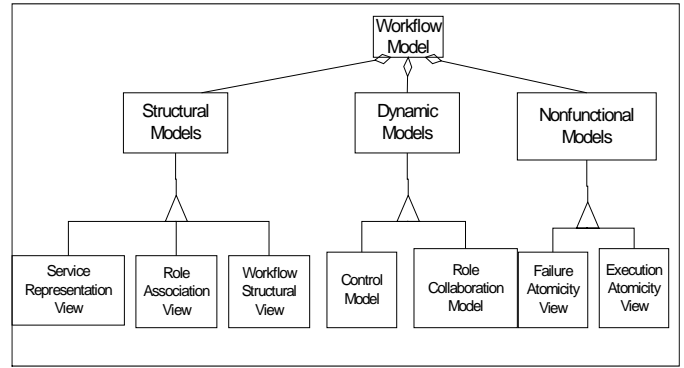 Workflow
Model
Structural
Models
Dynamic
Models
Nonfunctional
Models
Service
Representation
View
Role
Association
View
Workflow
Structural
View
Control
Model
Role
Collaboration
Model
Failure
Atomicity
View
Execution
Atomicity
View